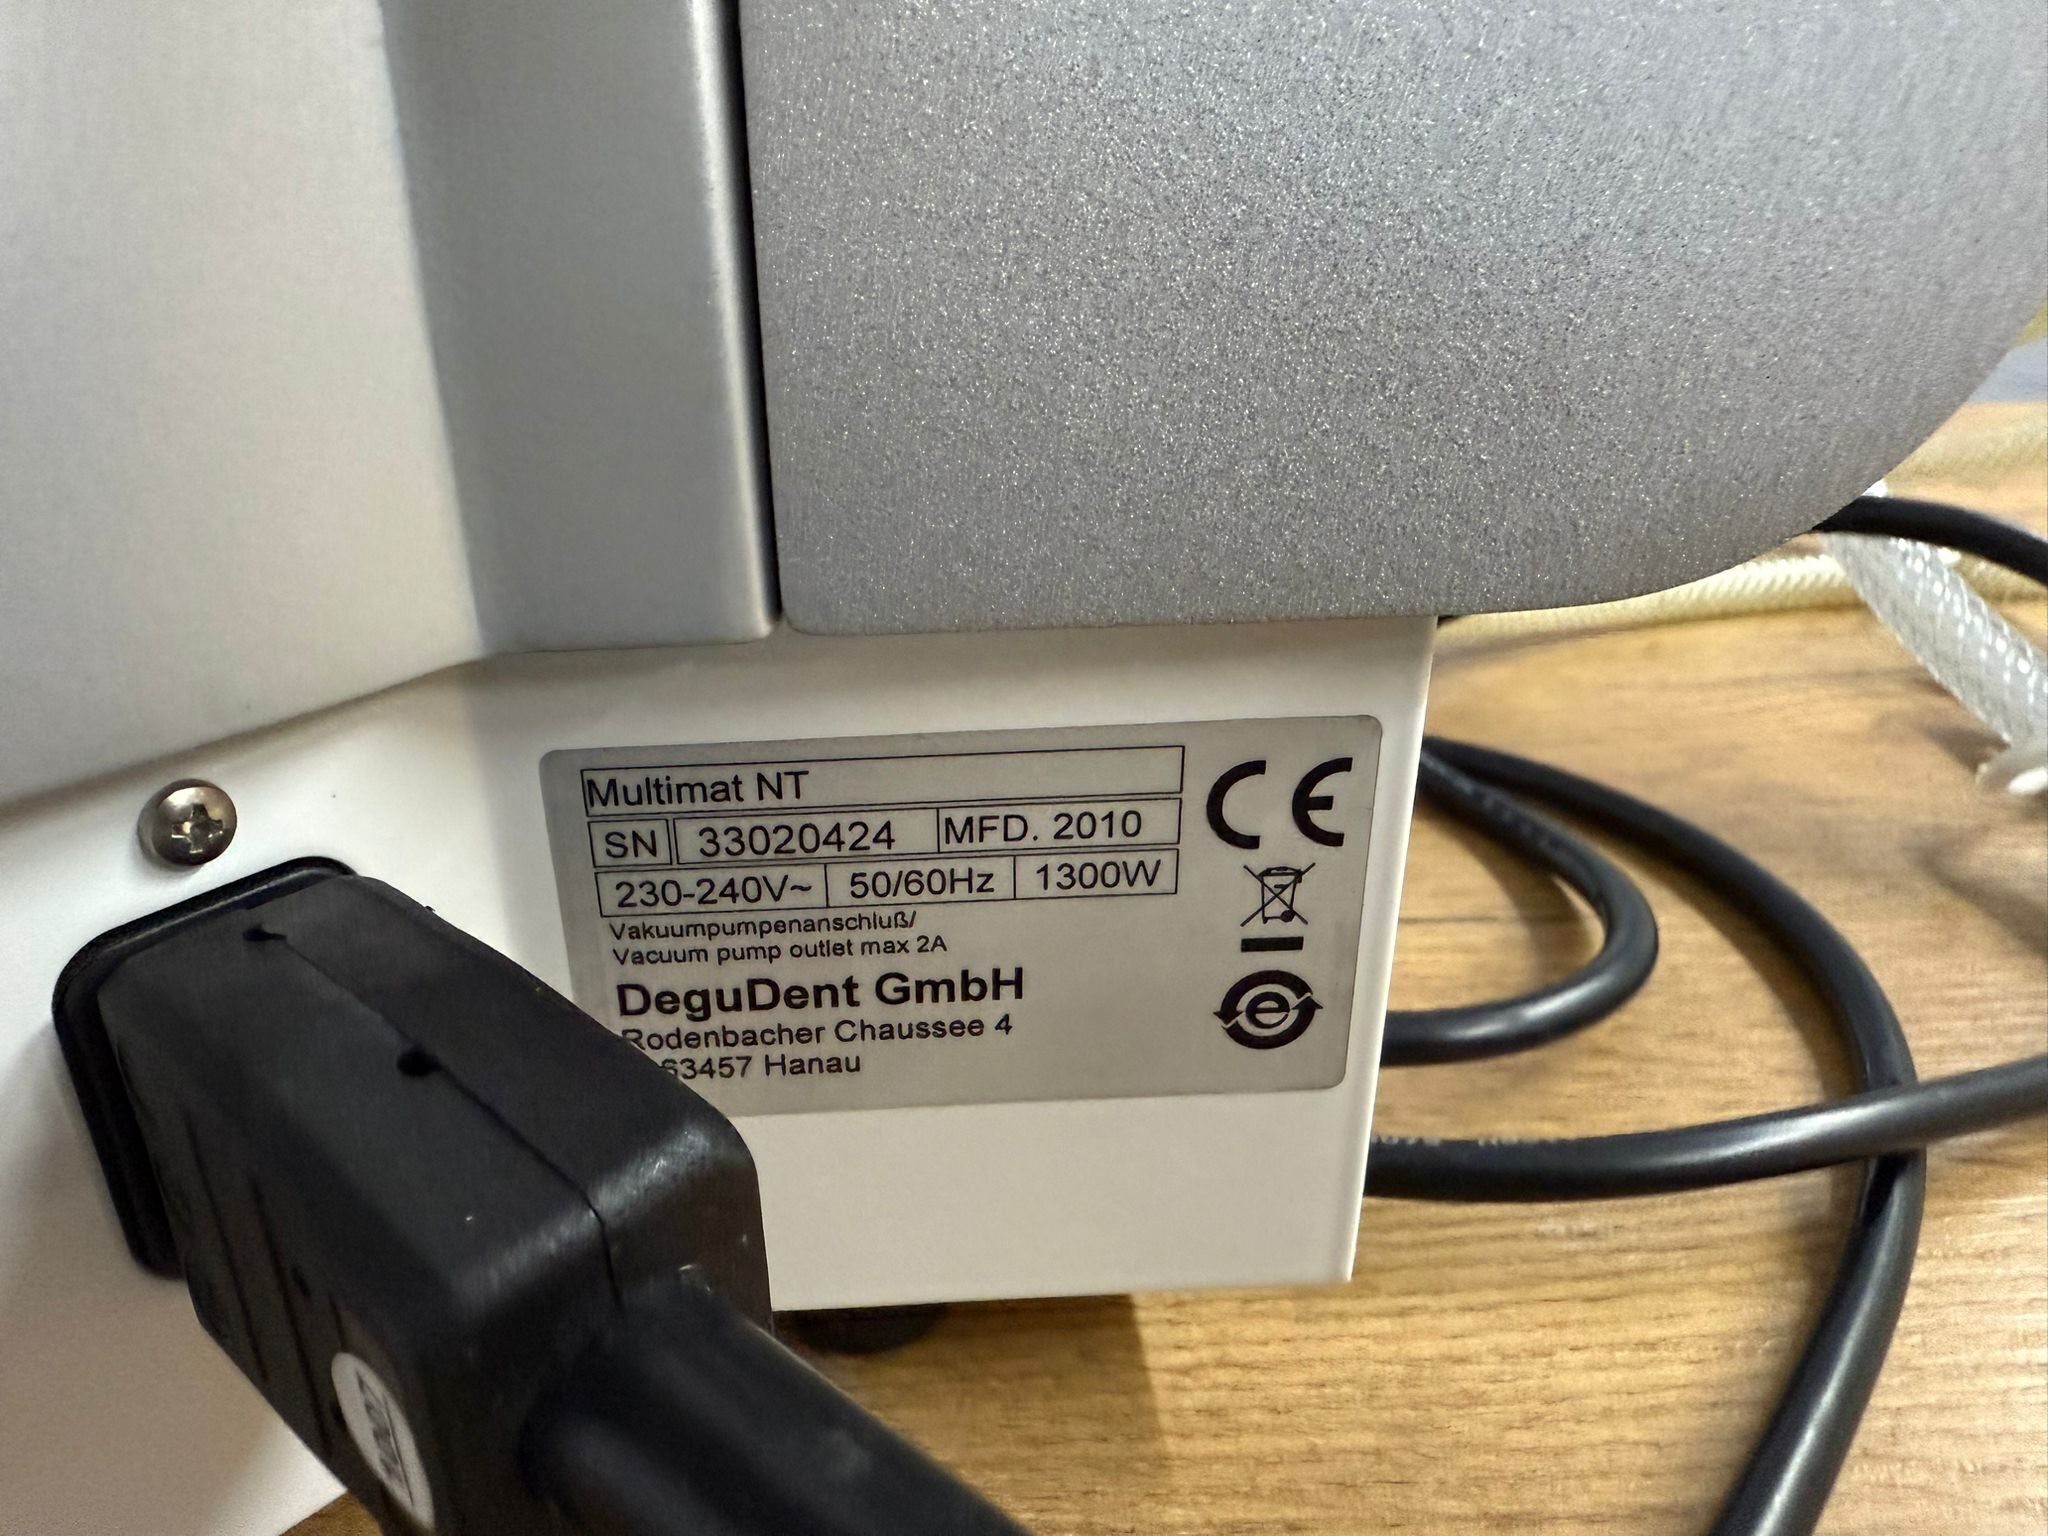 Multimat NT
SN 33020424 MFD. 2010
230-240V~ 50/60Hz 1300W
Vakuumpumpenanschluß/
Vacuum pump outlet max 2A
DeguDent GmbH
Rodenbacher Chaussee 4
63457 Hanau
CE
e